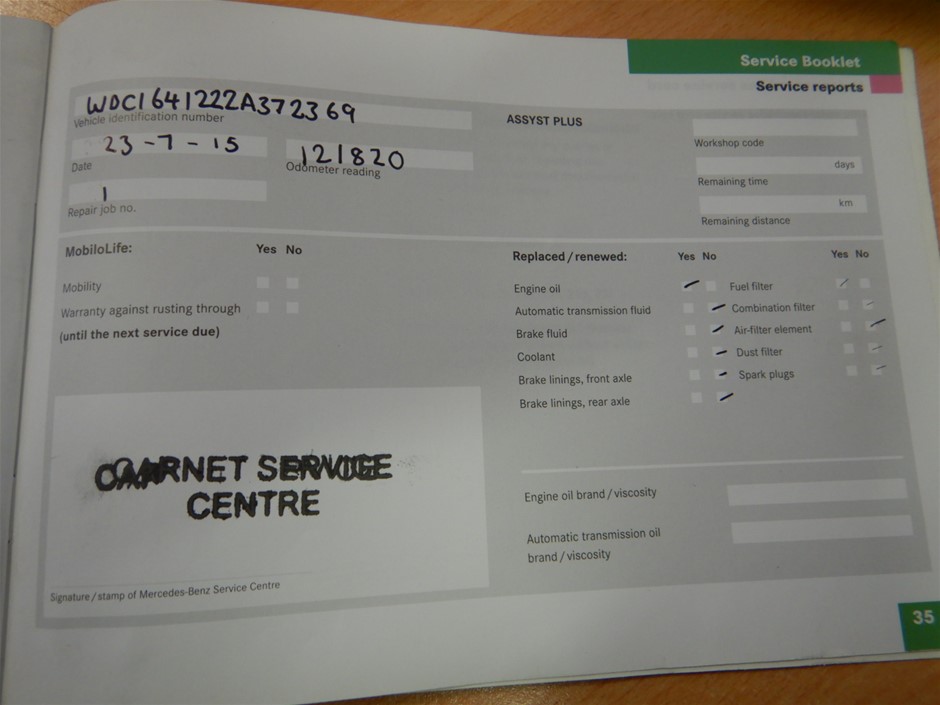 Service Booklet
Service reports
WDC1641222A372369
Vehicle identification number
23-7-15
Date
121820
Odometer reading
1
Repair job no.
ASSYST PLUS
Workshop code
days
Remaining time
km
Remaining distance
MobiloLife: Yes No
Mobility
Warranty against rusting through
(until the next service due)
Replaced/renewed: Yes No
Engine oil
Automatic transmission fluid
Brake fluid
Coolant
Brake linings, front axle
Brake linings, rear axle
Yes No
Fuel filter
Combination filter
Air-filter element
Dust filter
Spark plugs
SERVICE
CENTRE
Signature/stamp of Mercedes-Benz Service Centre
Engine oil brand/viscosity
Automatic transmission oil
brand/viscosity
35